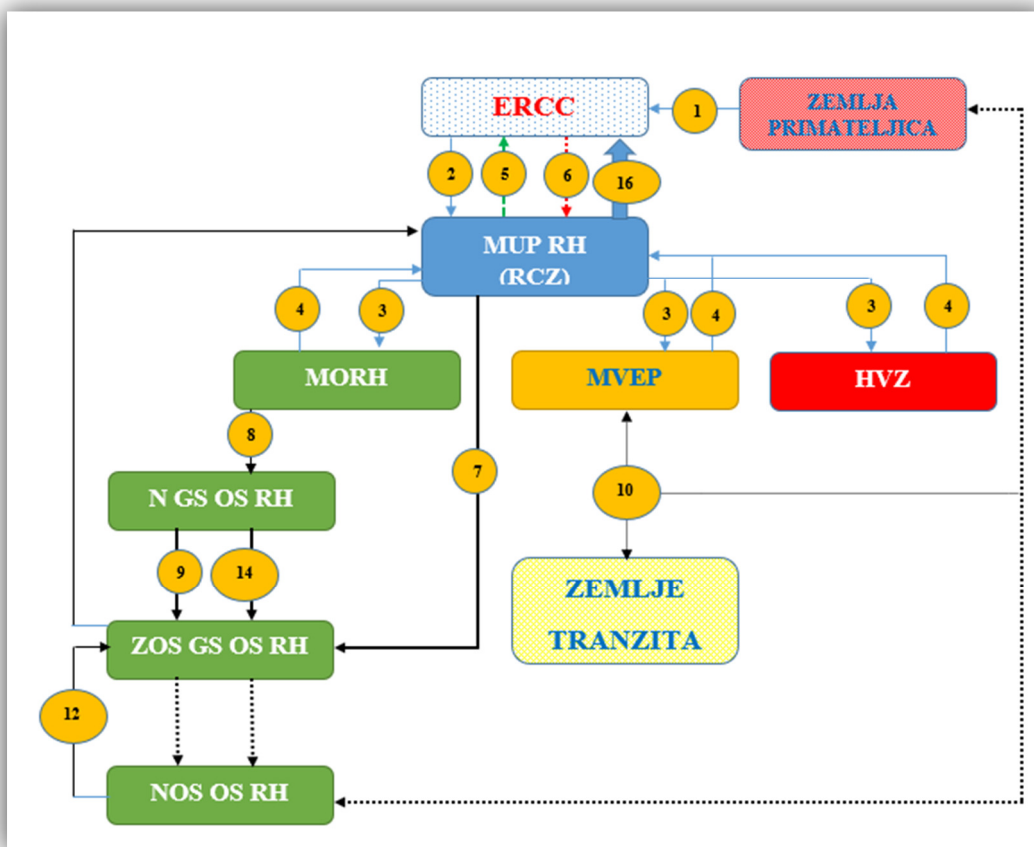 ERCC
1
ZEMLJA
PRIMATELJICA
2
5
6
16
MUP RH
(RCZ)
4
3
3
4
3
4
MORH
MVEP
HVZ
8
7
N GS OS RH
10
9
14
ZEMLJE
TRANZITA
ZOS GS OS RH
12
NOS OS RH